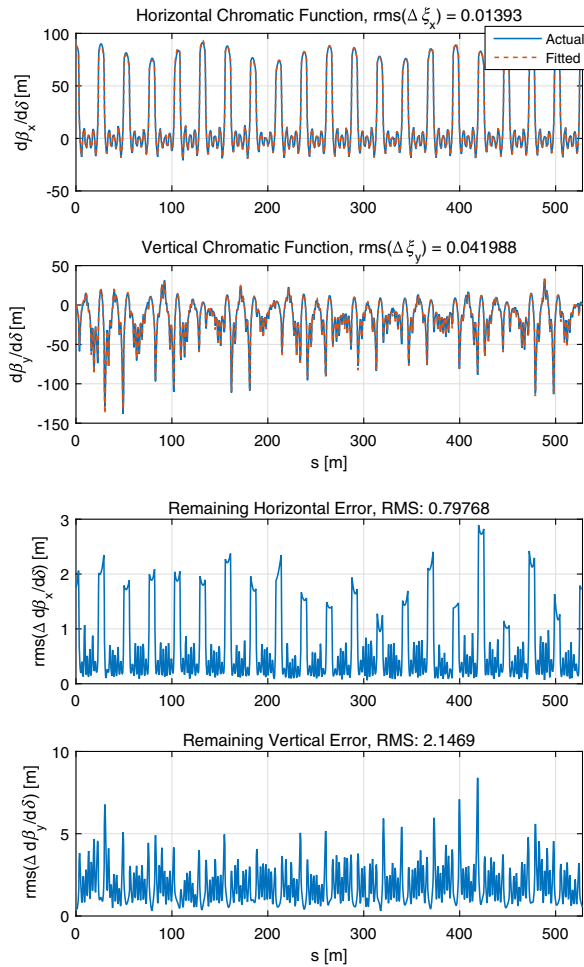 Horizontal Chromatic Function, rms(Δ ξx) = 0.01393
dβx/dδ [m]
100
50
0
-50
0 100 200 300 400 500
Actual
Fitted
Vertical Chromatic Function, rms(Δ ξy) = 0.041988
dβy/dδ [m]
50
0
-50
-100
-150
0 100 200 300 400 500
s [m]
Remaining Horizontal Error, RMS: 0.79768
rms(Δ dβx/dδ) [m]
3
2
1
0
0 100 200 300 400 500
Remaining Vertical Error, RMS: 2.1469
rms(Δ dβy/dδ) [m]
10
5
0
0 100 200 300 400 500
s [m]